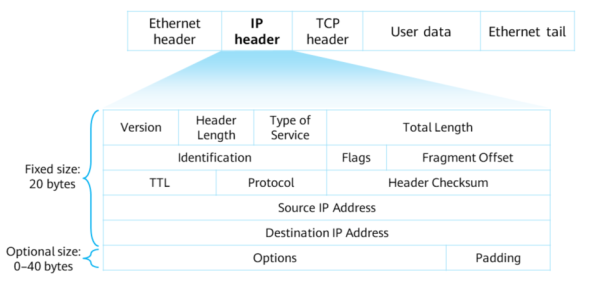 Ethernet header
IP header
TCP header
User data
Ethernet tail
Version
Header Length
Type of Service
Total Length
Identification
Flags
Fragment Offset
TTL
Protocol
Header Checksum
Source IP Address
Destination IP Address
Options
Padding
Fixed size:
20 bytes
Optional size:
0–40 bytes